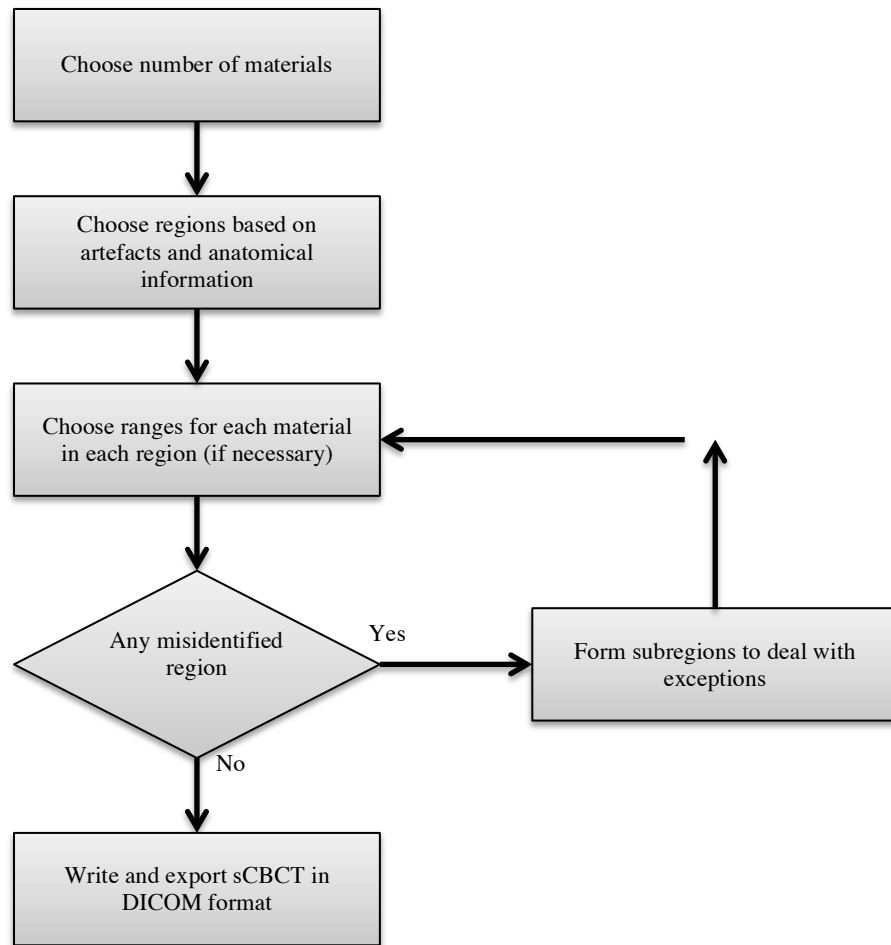 Choose number of materials
Choose regions based on
artefacts and anatomical
information
Choose ranges for each material
in each region (if necessary)
Any misidentified
region
Yes
Form subregions to deal with
exceptions
No
Write and export sCBCT in
DICOM format